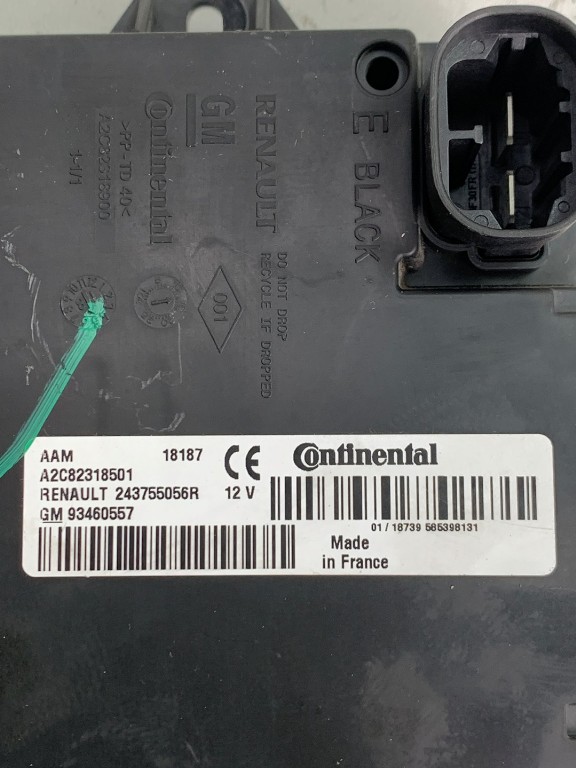 RENAULT
GM
Continental
>PP-TD 40<
1-1/1
E BLACK
DO NOT DROP
RECYCLE IF DROPPED
001
AAM 18187
A2C82318501
RENAULT 243755056R 12 V
GM 93460557
CE
Continental
01 / 18739 585398131
Made
in France